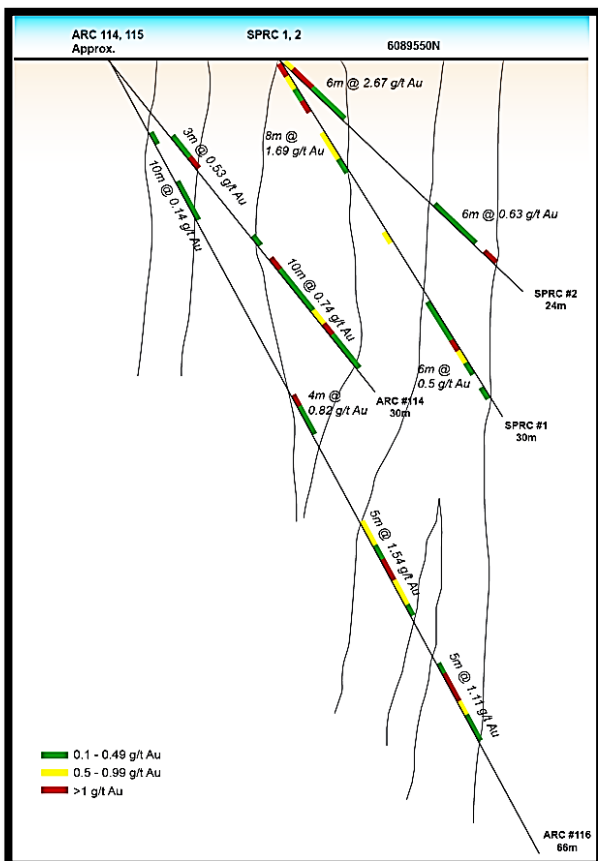 ARC 114, 115
Approx.
SPRC 1, 2
6089550N
6m @ 2.67 g/t Au
3m @ 0.53 g/t Au
8m @
1.69 g/t Au
10m @ 0.14 g/t Au
6m @ 0.63 g/t Au
10m @ 0.74 g/t Au
SPRC #2
24m
6m @
0.5 g/t Au
4m @
0.82 g/t Au
ARC #114
30m
SPRC #1
30m
5m @ 1.54 g/t Au
5m @ 1.11 g/t Au
0.1 - 0.49 g/t Au
0.5 - 0.99 g/t Au
>1 g/t Au
ARC #116
66m